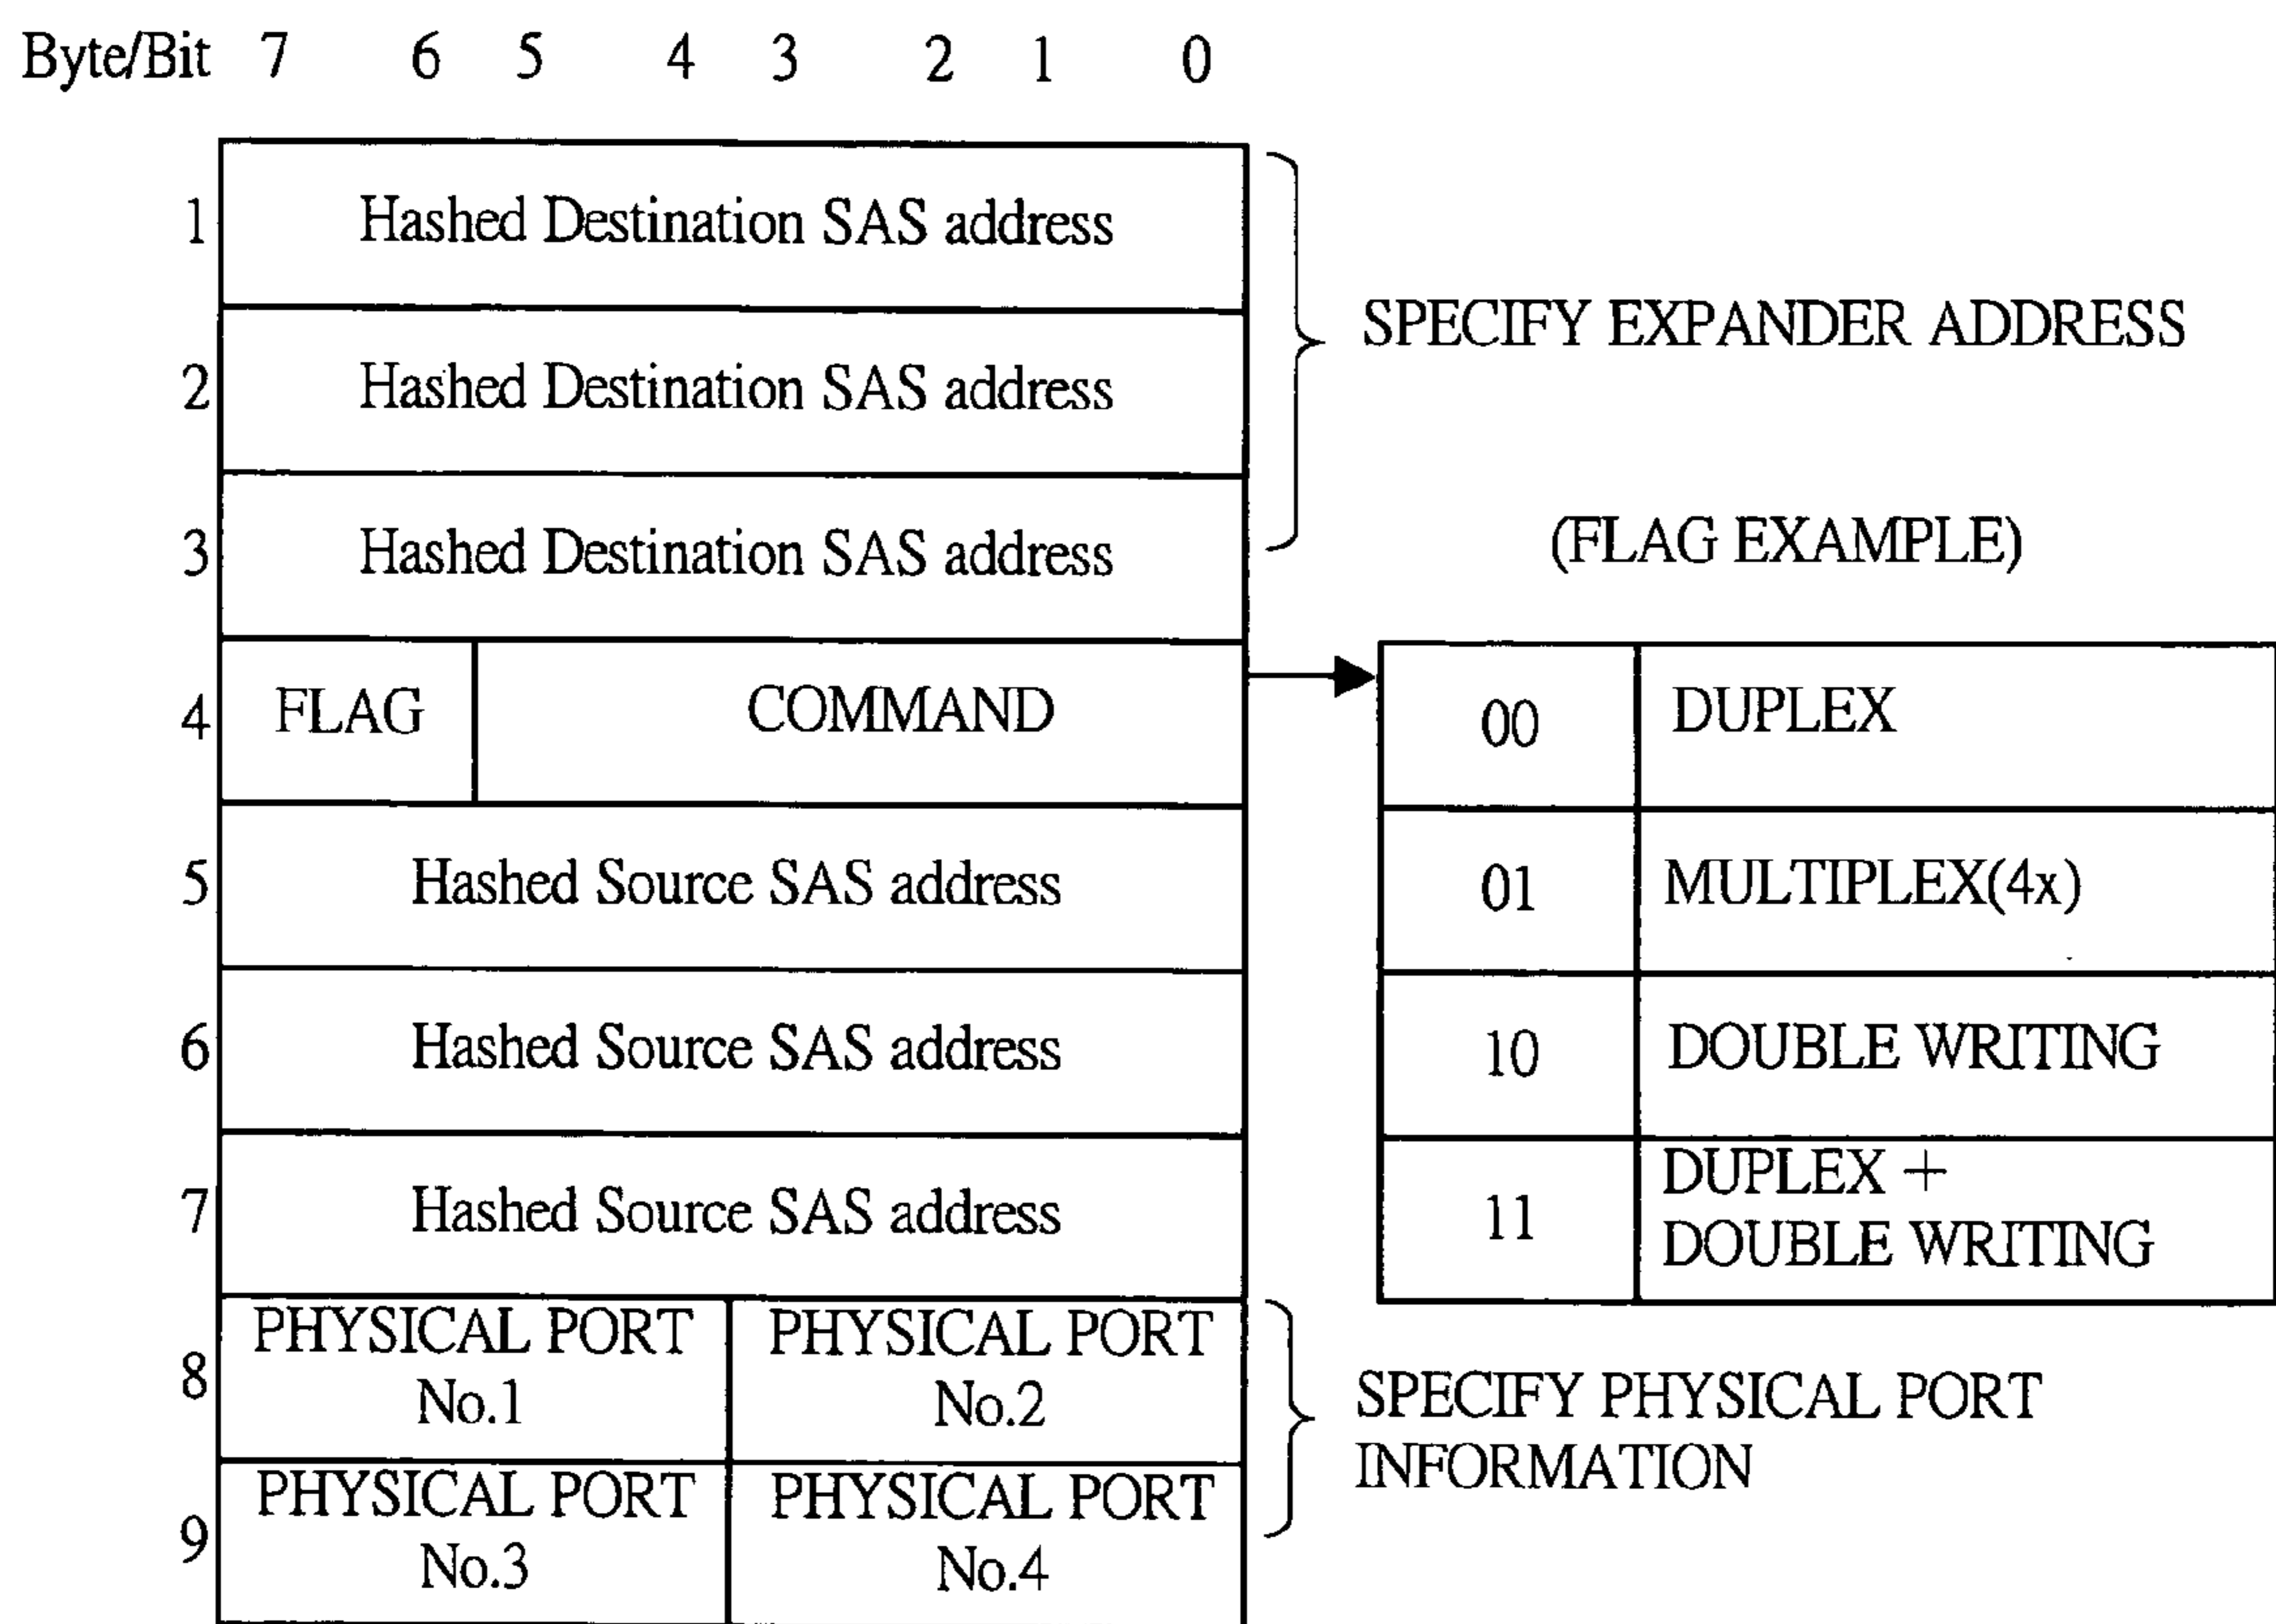 Byte/Bit 7 6 5 4 3 2 1 0
1 Hashed Destination SAS address
2 Hashed Destination SAS address
3 Hashed Destination SAS address
SPECIFY EXPANDER ADDRESS
4 FLAG COMMAND
5 Hashed Source SAS address
6 Hashed Source SAS address
7 Hashed Source SAS address
8 PHYSICAL PORT No.1 PHYSICAL PORT No.2
9 PHYSICAL PORT No.3 PHYSICAL PORT No.4
SPECIFY PHYSICAL PORT
INFORMATION
(FLAG EXAMPLE)
00 DUPLEX
01 MULTIPLEX(4x)
10 DOUBLE WRITING
11 DUPLEX +
DOUBLE WRITING